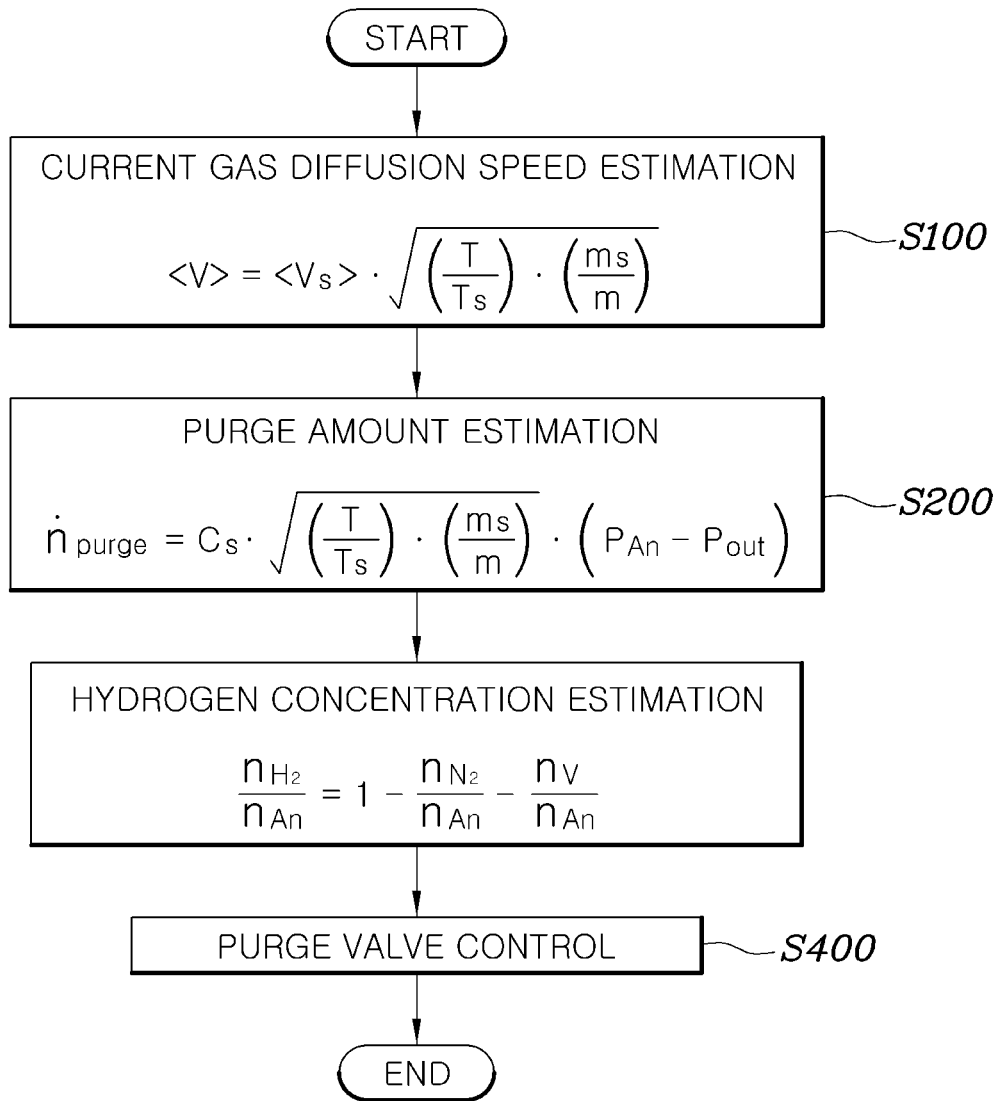 START
CURRENT GAS DIFFUSION SPEED ESTIMATION
<V> = <Vs> · √(T/Ts) · (ms/m)
S100
PURGE AMOUNT ESTIMATION
ṅpurge = Cs · √(T/Ts) · (ms/m) · (PAn − Pout)
S200
HYDROGEN CONCENTRATION ESTIMATION
nH2/nAn = 1 - nN2/nAn - nV/nAn
PURGE VALVE CONTROL
S400
END